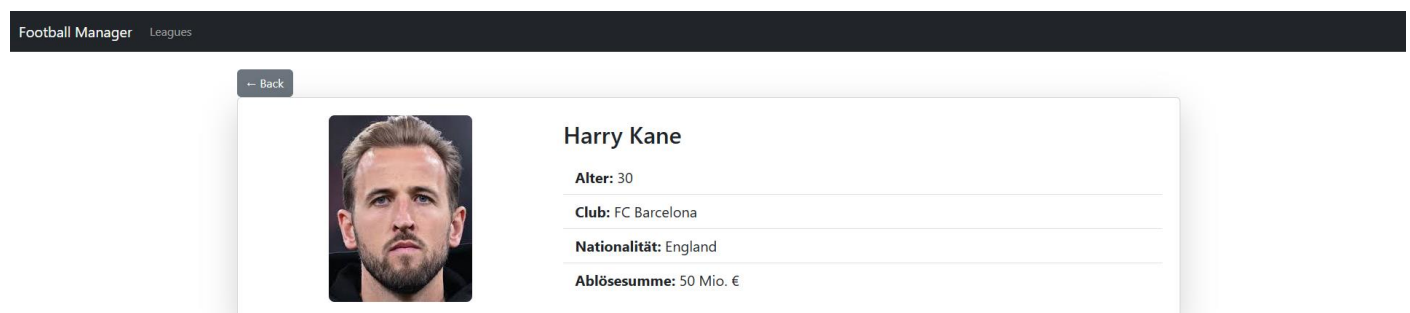 Football Manager Leagues
← Back
Harry Kane
Alter: 30
Club: FC Barcelona
Nationalität: England
Ablösesumme: 50 Mio. €